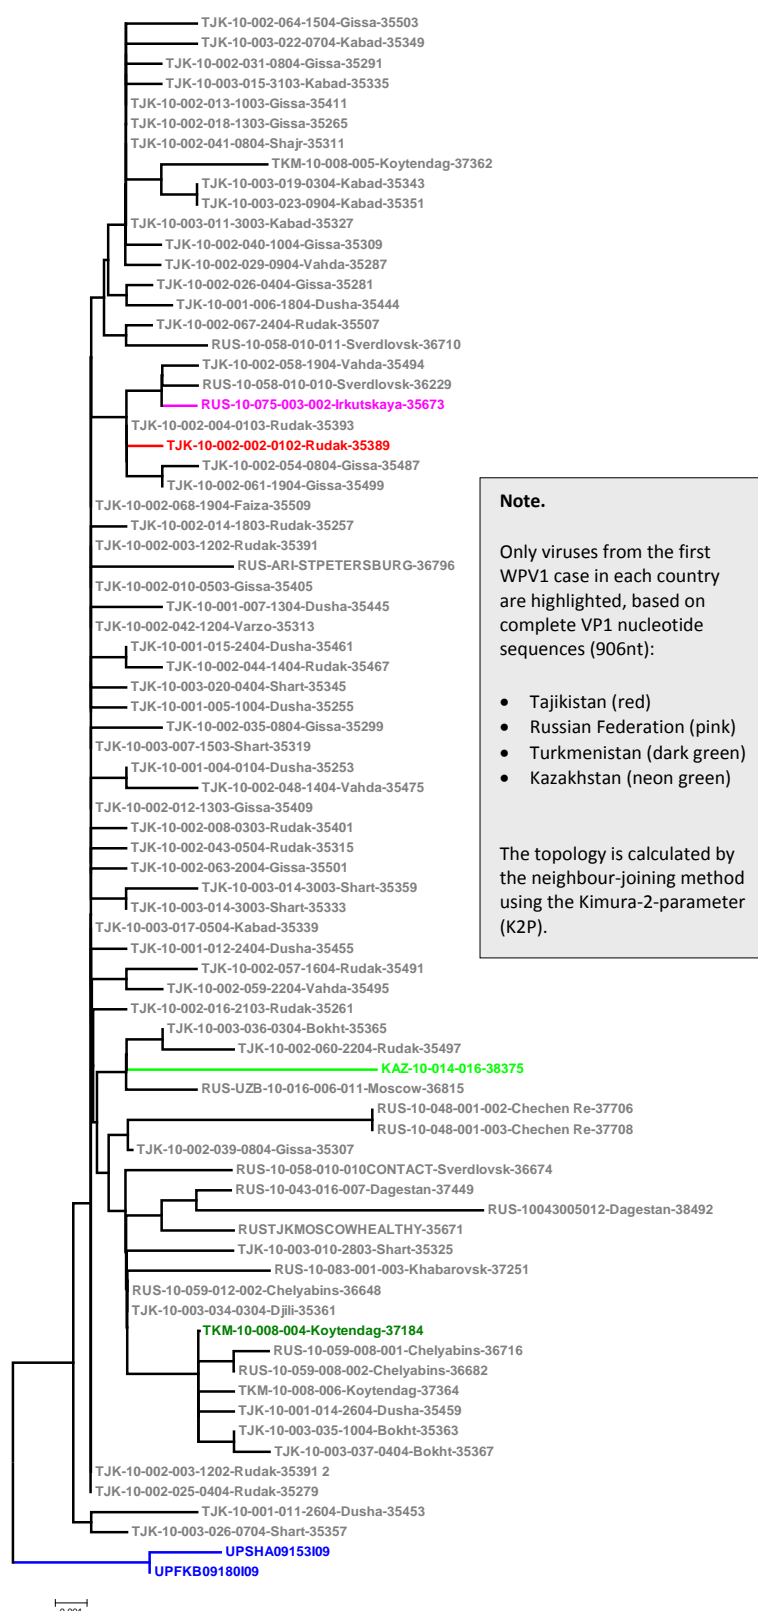 TJK-10-002-064-1504-Gissa-35503
TJK-10-003-022-0704-Kabad-35349
TJK-10-002-031-0804-Gissa-35291
TJK-10-003-015-3103-Kabad-35335
TJK-10-002-013-1003-Gissa-35411
TJK-10-002-018-1303-Gissa-35265
TJK-10-002-041-0804-Shajr-35311
TKM-10-008-005-Koytendag-37362
TJK-10-003-019-0304-Kabad-35343
TJK-10-003-023-0904-Kabad-35351
TJK-10-003-011-3003-Kabad-35327
TJK-10-002-040-1004-Gissa-35309
TJK-10-002-029-0904-Vahda-35287
TJK-10-002-026-0404-Gissa-35281
TJK-10-001-006-1804-Dusha-35444
TJK-10-002-067-2404-Rudak-35507
RUS-10-058-010-011-Sverdlovsk-36710
TJK-10-002-058-1904-Vahda-35494
RUS-10-058-010-010-Sverdlovsk-36229
RUS-10-075-003-002-Irkutskaya-35673
TJK-10-002-004-0103-Rudak-35393
TJK-10-002-002-0102-Rudak-35389
TJK-10-002-054-0804-Gissa-35487
TJK-10-002-061-1904-Gissa-35499
TJK-10-002-068-1904-Faiza-35509
TJK-10-002-014-1803-Rudak-35257
TJK-10-002-003-1202-Rudak-35391
RUS-ARI-STPETERSBURG-36796
TJK-10-002-010-0503-Gissa-35405
TJK-10-001-007-1304-Dusha-35445
TJK-10-002-042-1204-Varzo-35313
TJK-10-001-015-2404-Dusha-35461
TJK-10-002-044-1404-Rudak-35467
TJK-10-003-020-0404-Shart-35345
TJK-10-001-005-1004-Dusha-35255
TJK-10-002-035-0804-Gissa-35299
TJK-10-003-007-1503-Shart-35319
TJK-10-001-004-0104-Dusha-35253
TJK-10-002-048-1404-Vahda-35475
TJK-10-002-012-1303-Gissa-35409
TJK-10-002-008-0303-Rudak-35401
TJK-10-002-043-0504-Rudak-35315
TJK-10-002-063-2004-Gissa-35501
TJK-10-003-014-3003-Shart-35359
TJK-10-003-014-3003-Shart-35333
TJK-10-003-017-0504-Kabad-35339
TJK-10-001-012-2404-Dusha-35455
TJK-10-002-057-1604-Rudak-35491
TJK-10-002-059-2204-Vahda-35495
TJK-10-002-016-2103-Rudak-35261
TJK-10-003-036-0304-Bokht-35365
TJK-10-002-060-2204-Rudak-35497
KAZ-10-014-016-38375
RUS-UZB-10-016-006-011-Moscow-36815
RUS-10-048-001-002-Chechen Re-37706
RUS-10-048-001-003-Chechen Re-37708
TJK-10-002-039-0804-Gissa-35307
RUS-10-058-010-010CONTACT-Sverdlovsk-36674
RUS-10-043-016-007-Dagestan-37449
RUS-10043005012-Dagestan-38492
RUSTJKMOSCOWHEALTHY-35671
TJK-10-003-010-2803-Shart-35325
RUS-10-083-001-003-Khabarovsk-37251
RUS-10-059-012-002-Chelyabins-36648
TJK-10-003-034-0304-Djili-35361
TKM-10-008-004-Koytendag-37184
RUS-10-059-008-001-Chelyabins-36716
RUS-10-059-008-002-Chelyabins-36682
TKM-10-008-006-Koytendag-37364
TJK-10-001-014-2604-Dusha-35459
TJK-10-003-035-1004-Bokht-35363
TJK-10-003-037-0404-Bokht-35367
TJK-10-002-003-1202-Rudak-35391 2
TJK-10-002-025-0404-Rudak-35279
TJK-10-001-011-2604-Dusha-35453
TJK-10-003-026-0704-Shart-35357
UPSHA09153I09
UPFKB09180I09
0.001
Note.
Only viruses from the first
WPV1 case in each country
are highlighted, based on
complete VP1 nucleotide
sequences (906nt):
• Tajikistan (red)
• Russian Federation (pink)
• Turkmenistan (dark green)
• Kazakhstan (neon green)
The topology is calculated by
the neighbour-joining method
using the Kimura-2-parameter
(K2P).